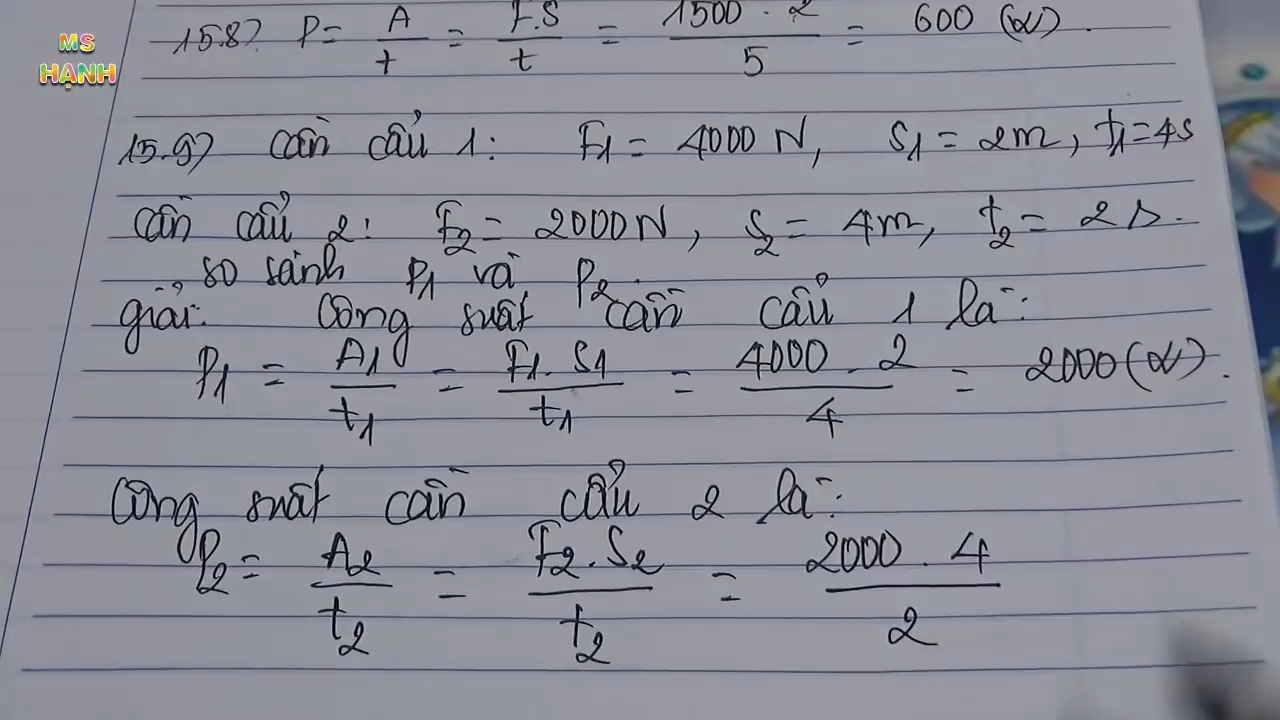 MS
HẠNH
15.8) P = A/t = F.S/t = 1500 . 2/5 = 600 (W).
15.9) Cần cẩu 1: F1 = 4000 N, S1 = 2m, t1 = 4s
Cần cẩu 2: F2 = 2000N, S2 = 4m, t2 = 2s.
so sánh P1 và P2.
giải: Công suất cần cẩu 1 là:
P1 = A1/t1 = F1.S1/t1 = 4000 . 2/4 = 2000 (W).
Công suất cần cẩu 2 là:
P2 = A2/t2 = F2.S2/t2 = 2000 . 4/2